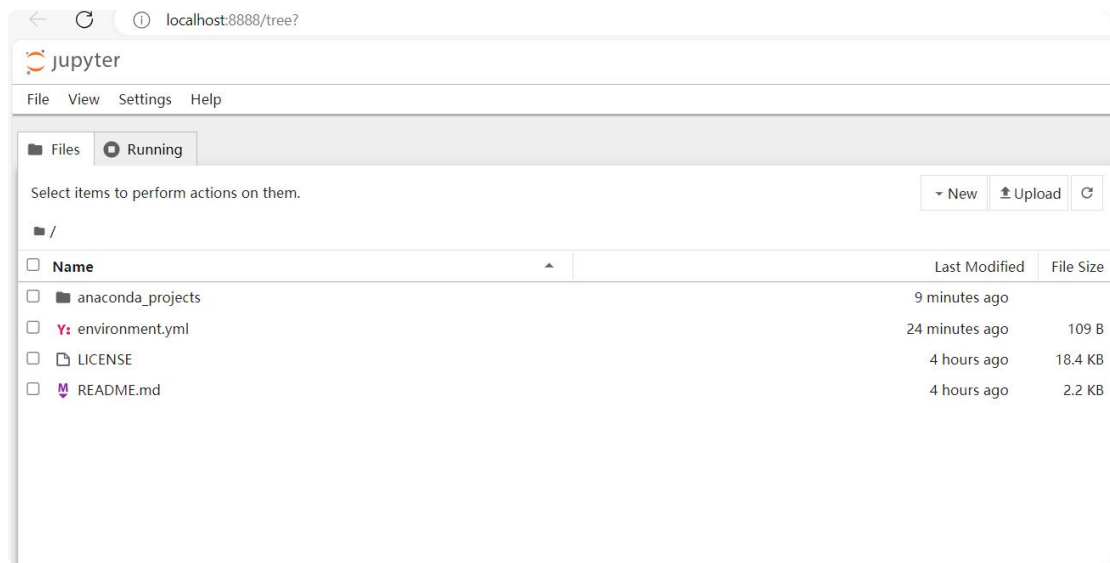 localhost:8888/tree?
jupyter
File View Settings Help
Files Running
Select items to perform actions on them.
New Upload
/
Name Last Modified File Size
anaconda_projects 9 minutes ago
Y: environment.yml 24 minutes ago 109 B
LICENSE 4 hours ago 18.4 KB
M README.md 4 hours ago 2.2 KB